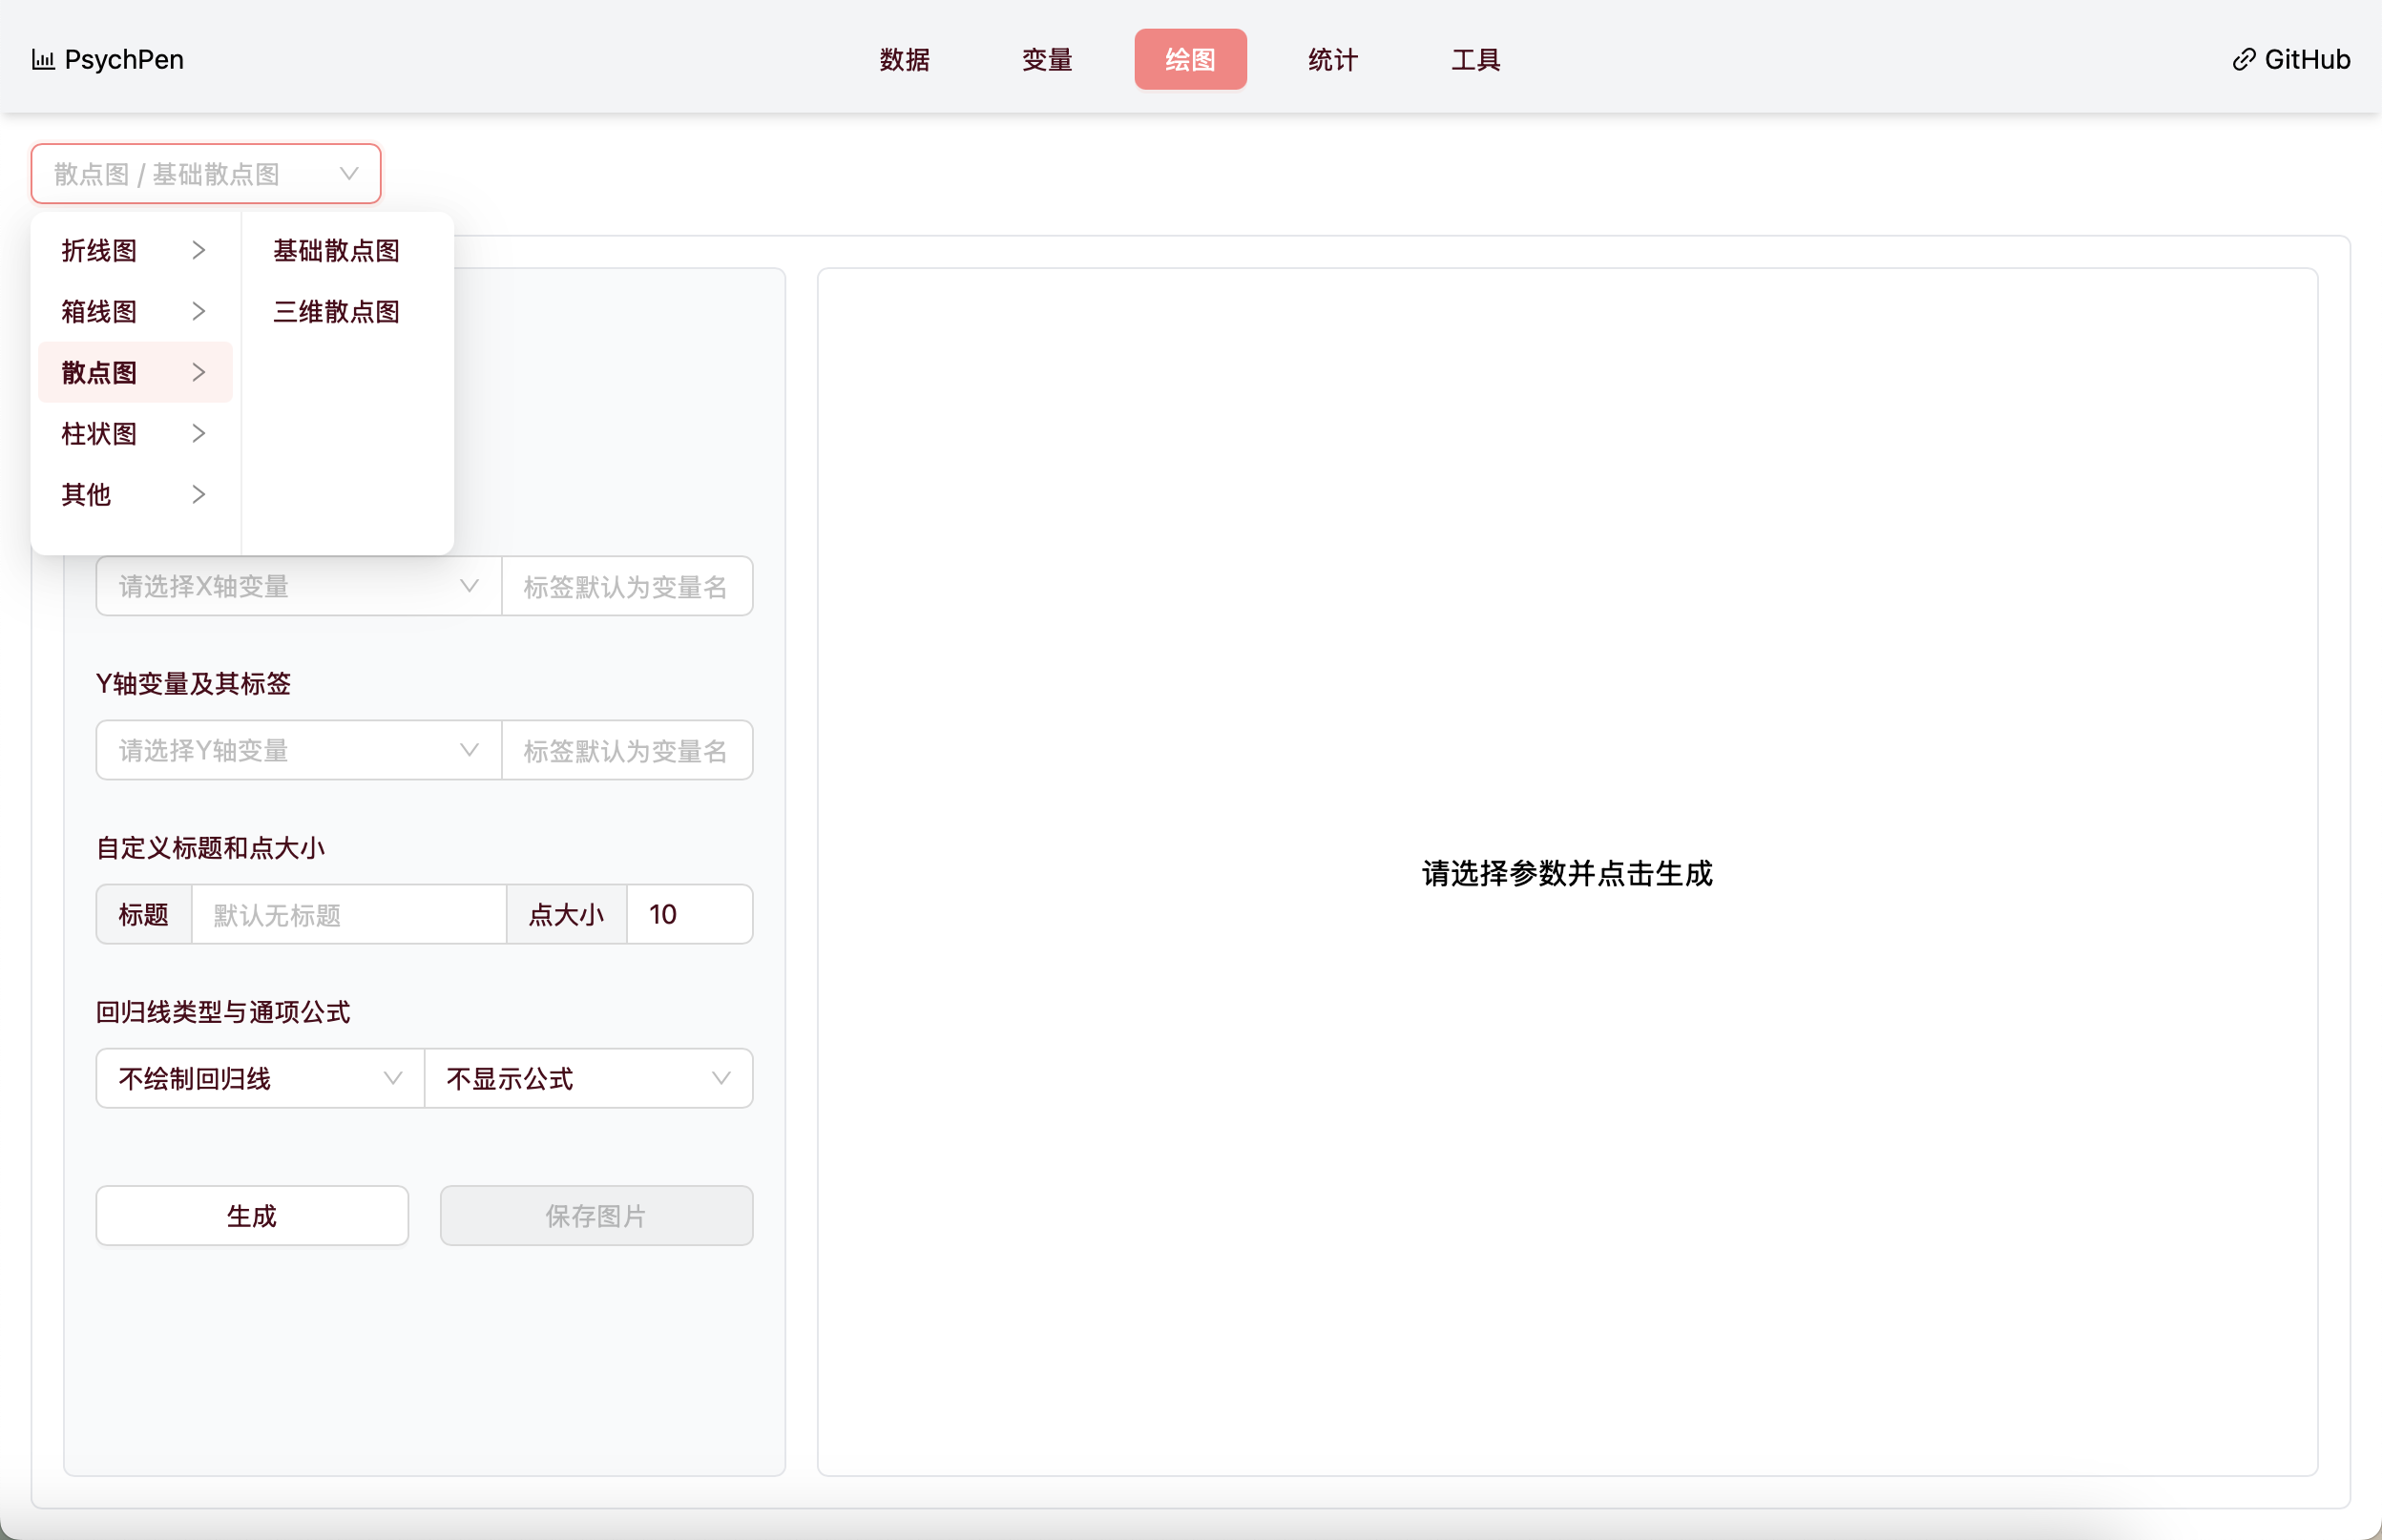 PsychPen
数据
变量
绘图
统计
工具
GitHub
散点图 / 基础散点图
折线图
箱线图
散点图
柱状图
其他
基础散点图
三维散点图
请选择X轴变量
标签默认为变量名
Y轴变量及其标签
请选择Y轴变量
标签默认为变量名
自定义标题和点大小
标题
默认无标题
点大小
10
回归线类型与通项公式
不绘制回归线
不显示公式
生成
保存图片
请选择参数并点击生成